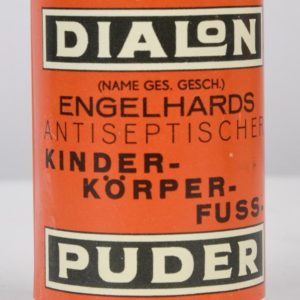 DIALON
(NAME GES. GESCH.)
ENGELHARDS
ANTISEPTISCHER
KINDER-
KÖRPER-
FUSS-
PUDER